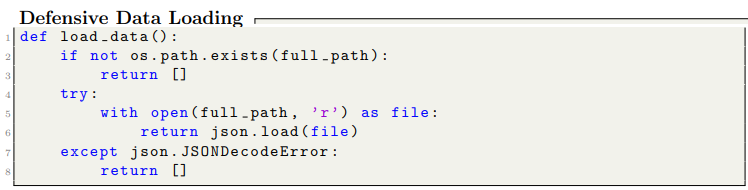 Defensive Data Loading
1 def load_data():
2     if not os.path.exists(full_path):
3         return []
4     try:
5         with open(full_path, 'r') as file:
6             return json.load(file)
7     except json.JSONDecodeError:
8         return []